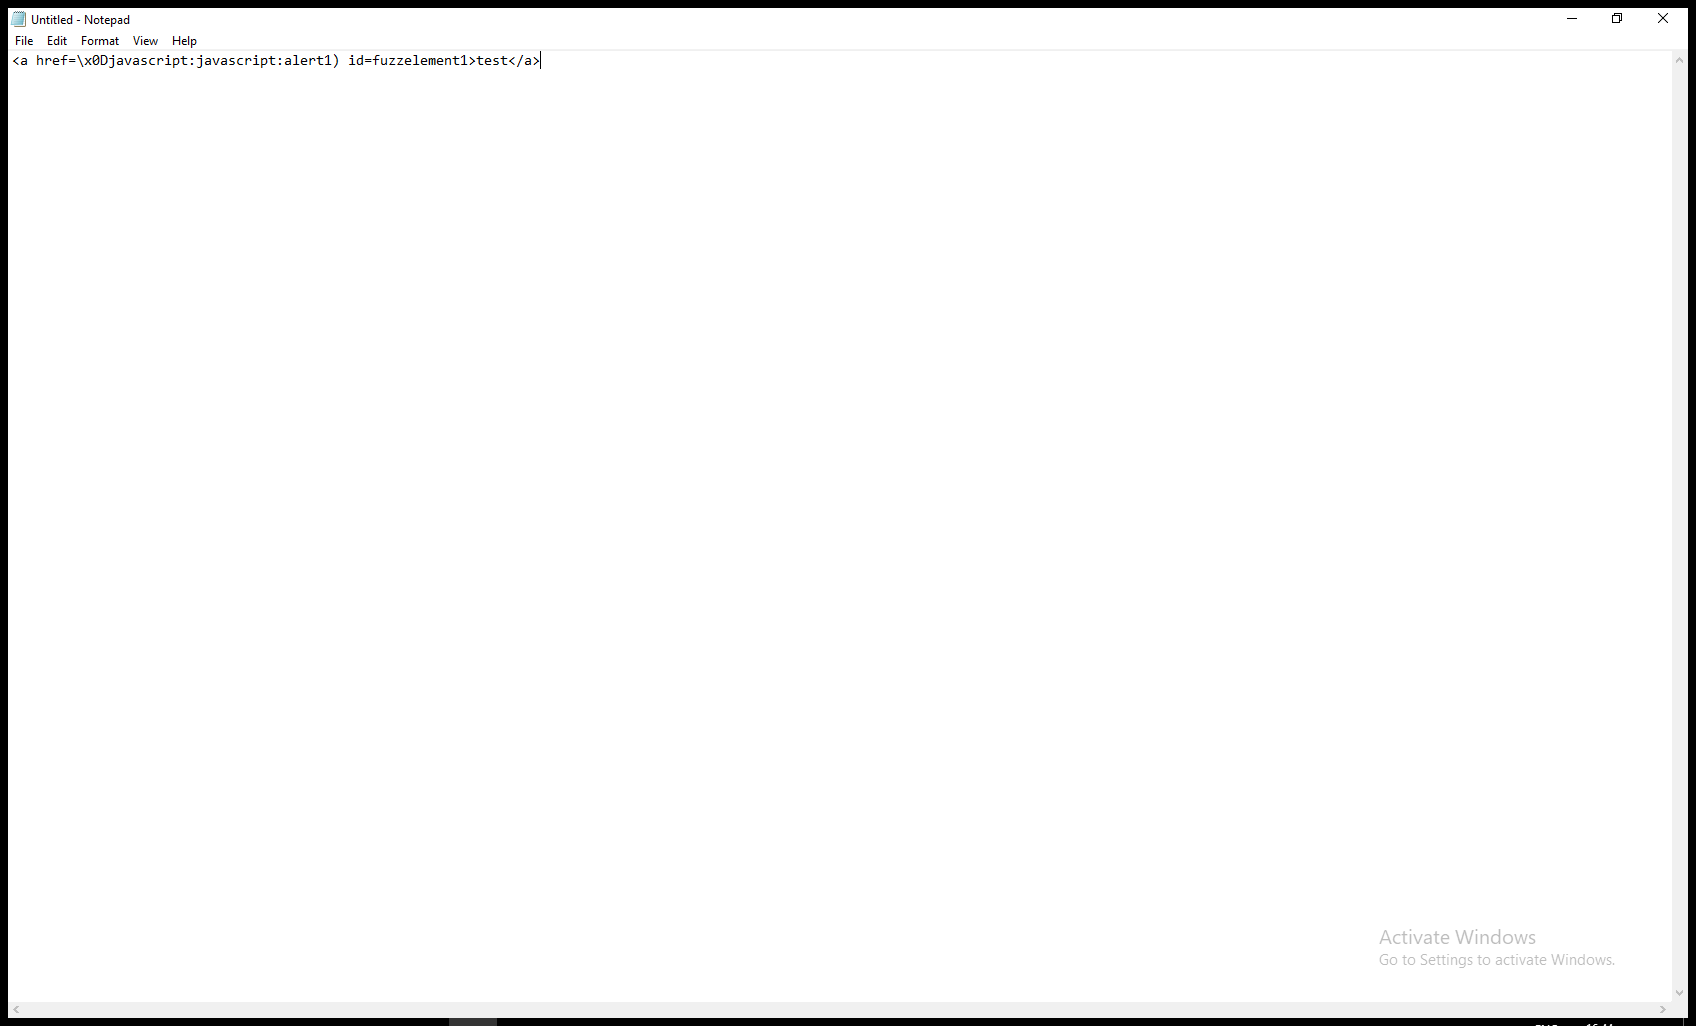 Untitled - Notepad
File Edit Format View Help
<a href=\x0Djavascript:javascript:alert1) id=fuzzelement1>test</a>
Activate Windows
Go to Settings to activate Windows.